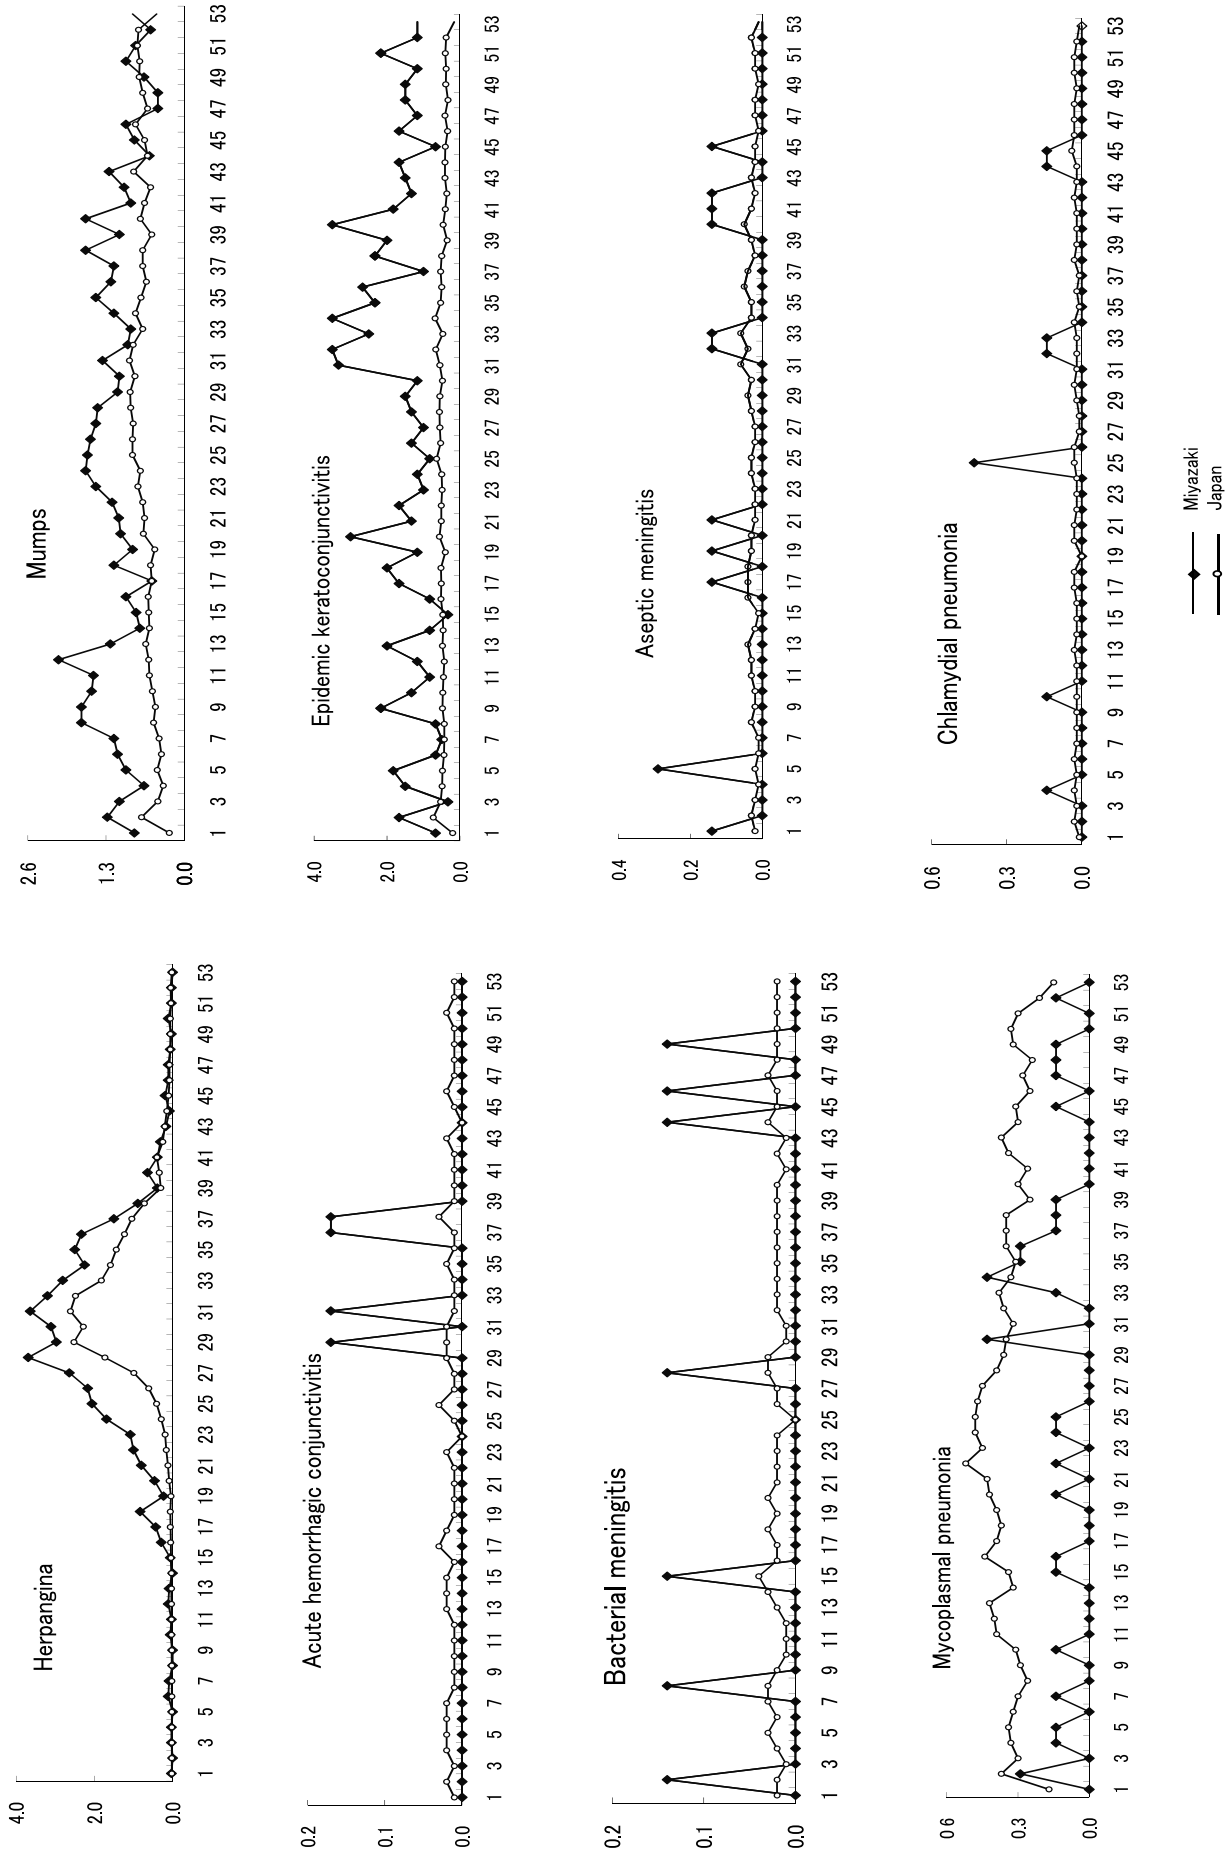 Herpangina
4.0
2.0
0.0
1 3 5 7 9 11 13 15 17 19 21 23 25 27 29 31 33 35 37 39 41 43 45 47 49 51 53
Mumps
2.6
1.3
0.0
1 3 5 7 9 11 13 15 17 19 21 23 25 27 29 31 33 35 37 39 41 43 45 47 49 51 53
Acute hemorrhagic conjunctivitis
0.2
0.1
0.0
1 3 5 7 9 11 13 15 17 19 21 23 25 27 29 31 33 35 37 39 41 43 45 47 49 51 53
Epidemic keratoconjunctivitis
4.0
2.0
0.0
1 3 5 7 9 11 13 15 17 19 21 23 25 27 29 31 33 35 37 39 41 43 45 47 49 51 53
Bacterial meningitis
0.2
0.1
0.0
1 3 5 7 9 11 13 15 17 19 21 23 25 27 29 31 33 35 37 39 41 43 45 47 49 51 53
Aseptic meningitis
0.4
0.2
0.0
1 3 5 7 9 11 13 15 17 19 21 23 25 27 29 31 33 35 37 39 41 43 45 47 49 51 53
Mycoplasmal pneumonia
0.6
0.3
0.0
1 3 5 7 9 11 13 15 17 19 21 23 25 27 29 31 33 35 37 39 41 43 45 47 49 51 53
Chlamydial pneumonia
0.6
0.3
0.0
1 3 5 7 9 11 13 15 17 19 21 23 25 27 29 31 33 35 37 39 41 43 45 47 49 51 53
Miyazaki
Japan